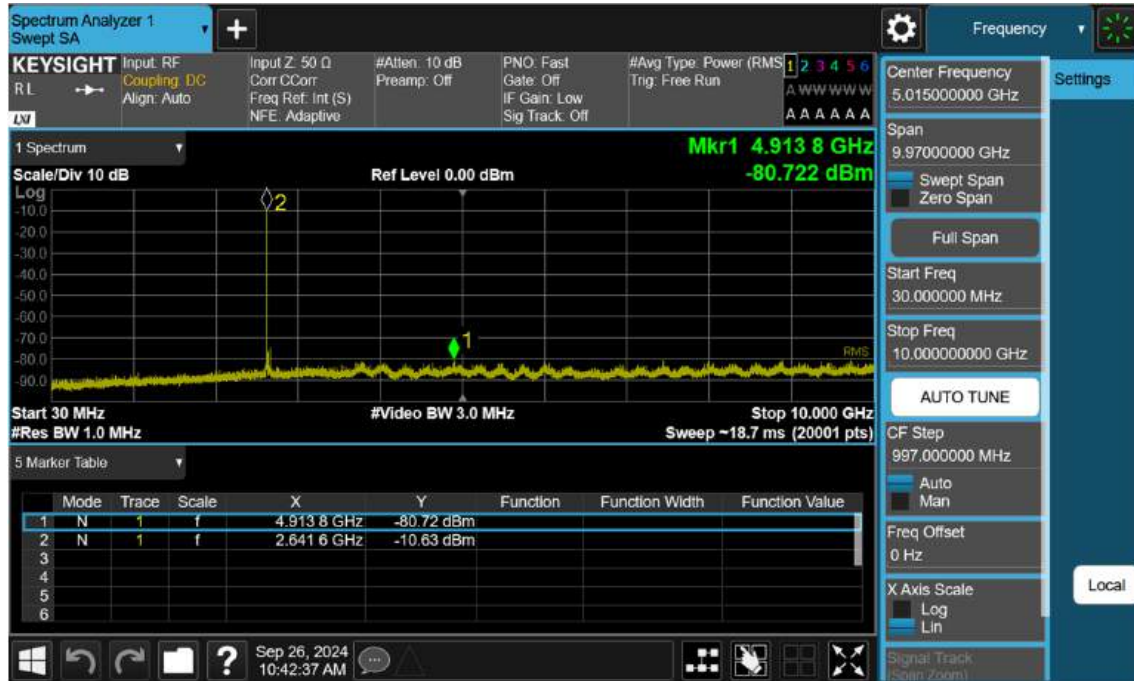 Spectrum Analyzer 1
Swept SA
+
Frequency
KEYSIGHT
RL
LXI
Input: RF
Coupling: DC
Align: Auto
Input Z: 50 Ω
Corr CCorr
Freq Ref: Int (S)
NFE: Adaptive
#Atten: 10 dB
Preamp: Off
PNO: Fast
Gate: Off
IF Gain: Low
Sig Track: Off
#Avg Type: Power (RMS
Trig: Free Run
1 2 3 4 5 6
A W W W W W
A A A A A A
1 Spectrum
Mkr1 4.913 8 GHz
-80.722 dBm
Scale/Div 10 dB
Ref Level 0.00 dBm
Log
-10.0
-20.0
-30.0
-40.0
-50.0
-60.0
-70.0
-80.0
-90.0
2
1
RMS
Start 30 MHz
#Video BW 3.0 MHz
Stop 10.000 GHz
#Res BW 1.0 MHz
Sweep ~18.7 ms (20001 pts)
5 Marker Table
Mode Trace Scale X Y Function Function Width Function Value
1 N 1 f 4.913 8 GHz -80.72 dBm
2 N 1 f 2.641 6 GHz -10.63 dBm
3
4
5
6
?
Sep 26, 2024
10:42:37 AM
Center Frequency
5.015000000 GHz
Span
9.97000000 GHz
Swept Span
Zero Span
Full Span
Start Freq
30.000000 MHz
Stop Freq
10.000000000 GHz
AUTO TUNE
CF Step
997.000000 MHz
Auto
Man
Freq Offset
0 Hz
X Axis Scale
Log
Lin
Signal Track
(Span Zoom)
Settings
Local